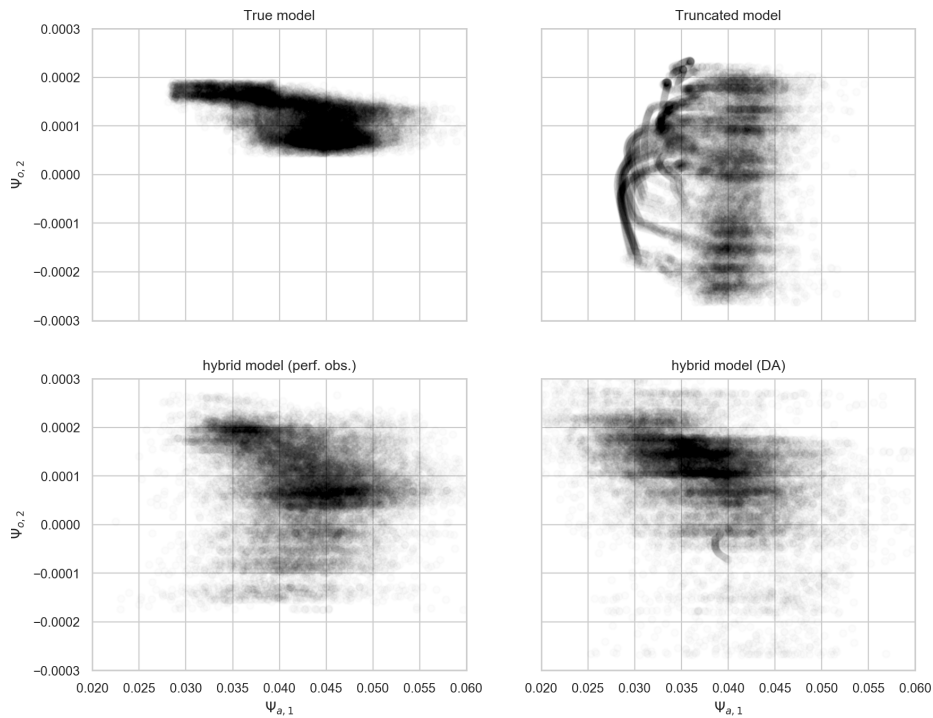 True model
Truncated model
0.0003
0.0002
0.0001
0.0000
−0.0001
−0.0002
−0.0003
Ψo, 2
hybrid model (perf. obs.)
hybrid model (DA)
0.0003
0.0002
0.0001
0.0000
−0.0001
−0.0002
−0.0003
Ψo, 2
0.020 0.025 0.030 0.035 0.040 0.045 0.050 0.055 0.060
0.020 0.025 0.030 0.035 0.040 0.045 0.050 0.055 0.060
Ψa, 1
Ψa, 1